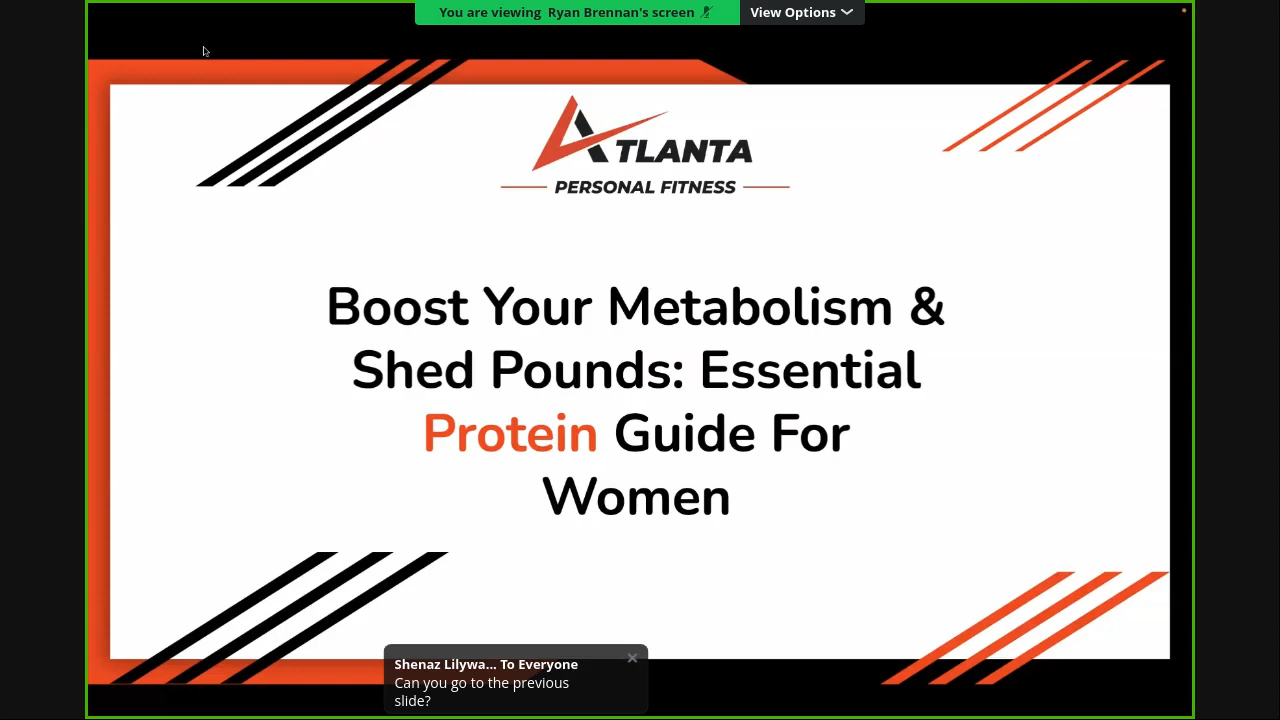 You are viewing Ryan Brennan's screen
View Options
ATLANTA
PERSONAL FITNESS
Boost Your Metabolism &
Shed Pounds: Essential
Protein Guide For
Women
Shenaz Lilywa... To Everyone
Can you go to the previous
slide?